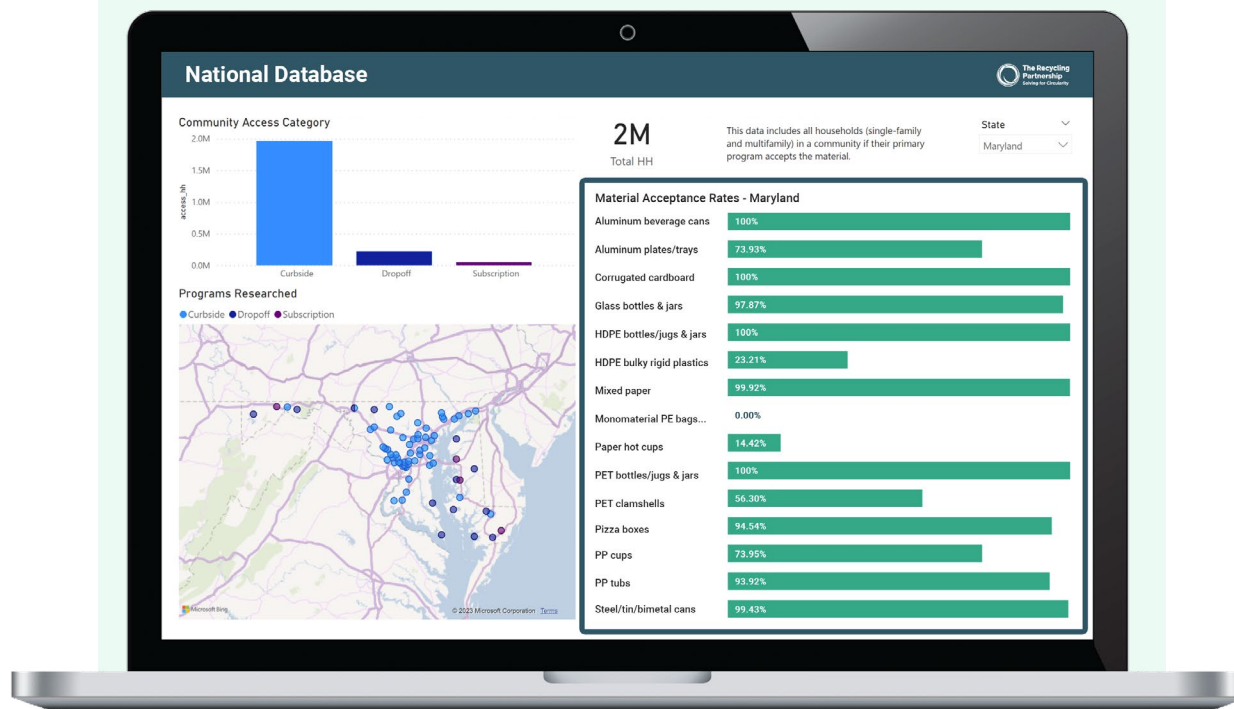 National Database
The Recycling
Partnership
Solving for Circularity
Community Access Category
2.0M
1.5M
1.0M
0.5M
0.0M
access_hh
Curbside
Dropoff
Subscription
Programs Researched
Curbside
Dropoff
Subscription
Microsoft Bing
© 2023 Microsoft Corporation
Terms
2M
Total HH
This data includes all households (single-family
and multifamily) in a community if their primary
program accepts the material.
State
Maryland
Material Acceptance Rates - Maryland
Aluminum beverage cans 100%
Aluminum plates/trays 73.93%
Corrugated cardboard 100%
Glass bottles & jars 97.87%
HDPE bottles/jugs & jars 100%
HDPE bulky rigid plastics 23.21%
Mixed paper 99.92%
Monomaterial PE bags... 0.00%
Paper hot cups 14.42%
PET bottles/jugs & jars 100%
PET clamshells 56.30%
Pizza boxes 94.54%
PP cups 73.95%
PP tubs 93.92%
Steel/tin/bimetal cans 99.43%